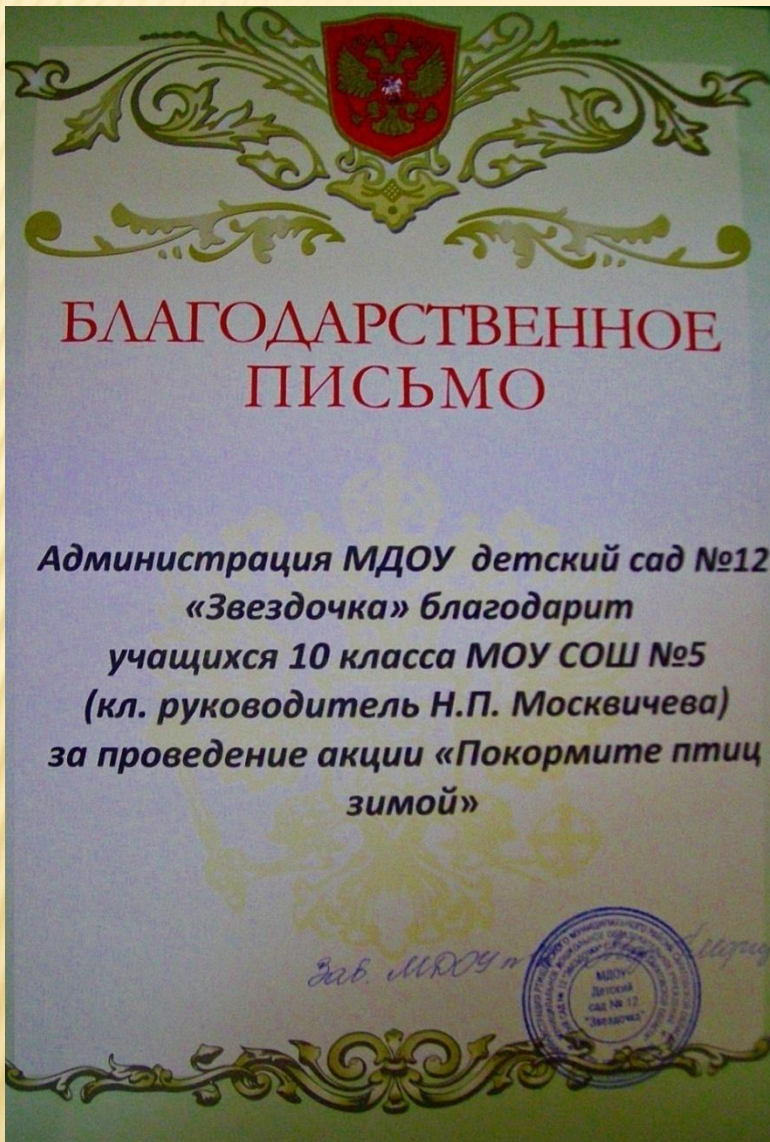 БЛАГОДАРСТВЕННОЕ
ПИСЬМО
Администрация МДОУ детский сад №12
«Звездочка» благодарит
учащихся 10 класса МОУ СОШ №5
(кл. руководитель Н.П. Москвичева)
за проведение акции «Покормите птиц
зимой»
Зав. МДОУ
МДОУ
Детский
сад № 12
"Звездочка"